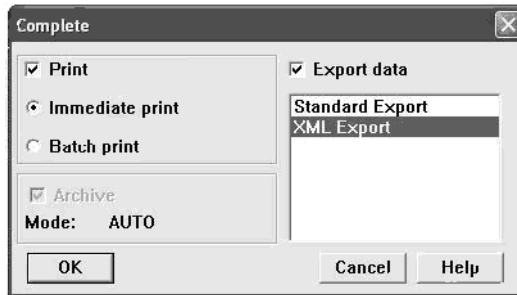 Complete
Print
Immediate print
Batch print
Archive
Mode: AUTO
Export data
Standard Export
XML Export
OK
Cancel
Help